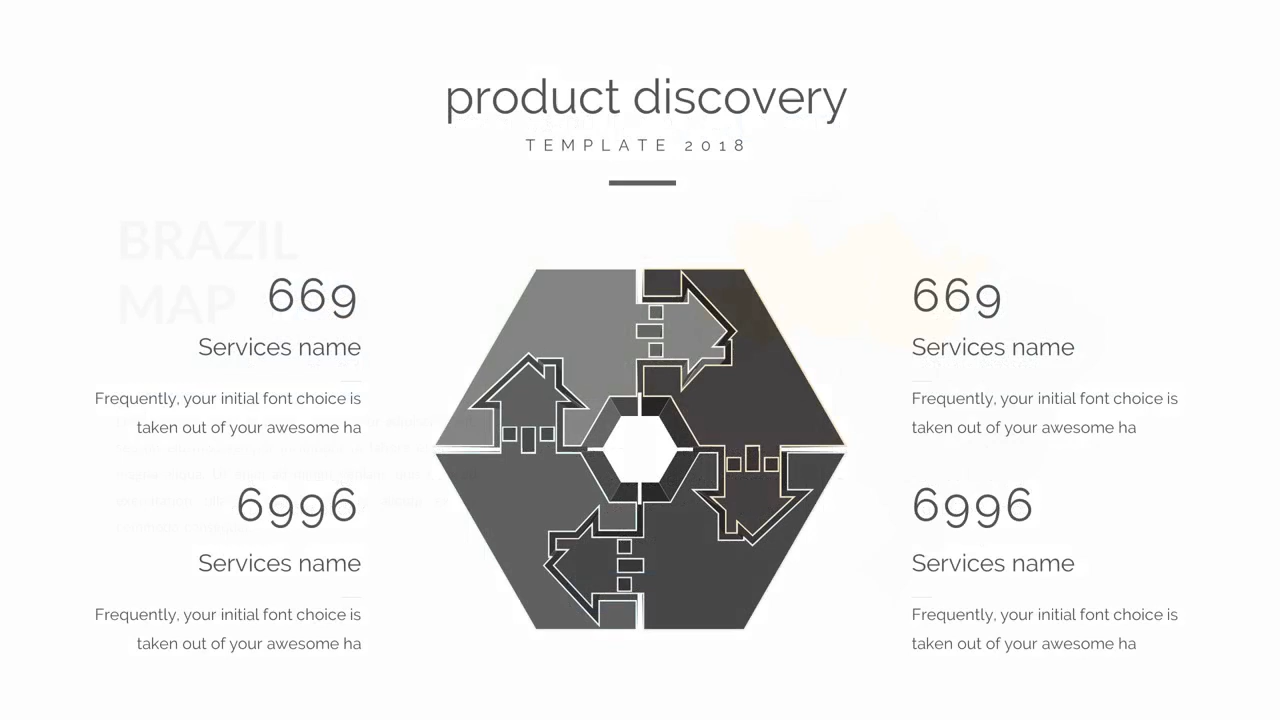 product discovery
TEMPLATE 2018
BRAZIL
MAP
669
Services name
Frequently, your initial font choice is
taken out of your awesome ha
6996
Services name
Frequently, your initial font choice is
taken out of your awesome ha
669
Services name
Frequently, your initial font choice is
taken out of your awesome ha
6996
Services name
Frequently, your initial font choice is
taken out of your awesome ha